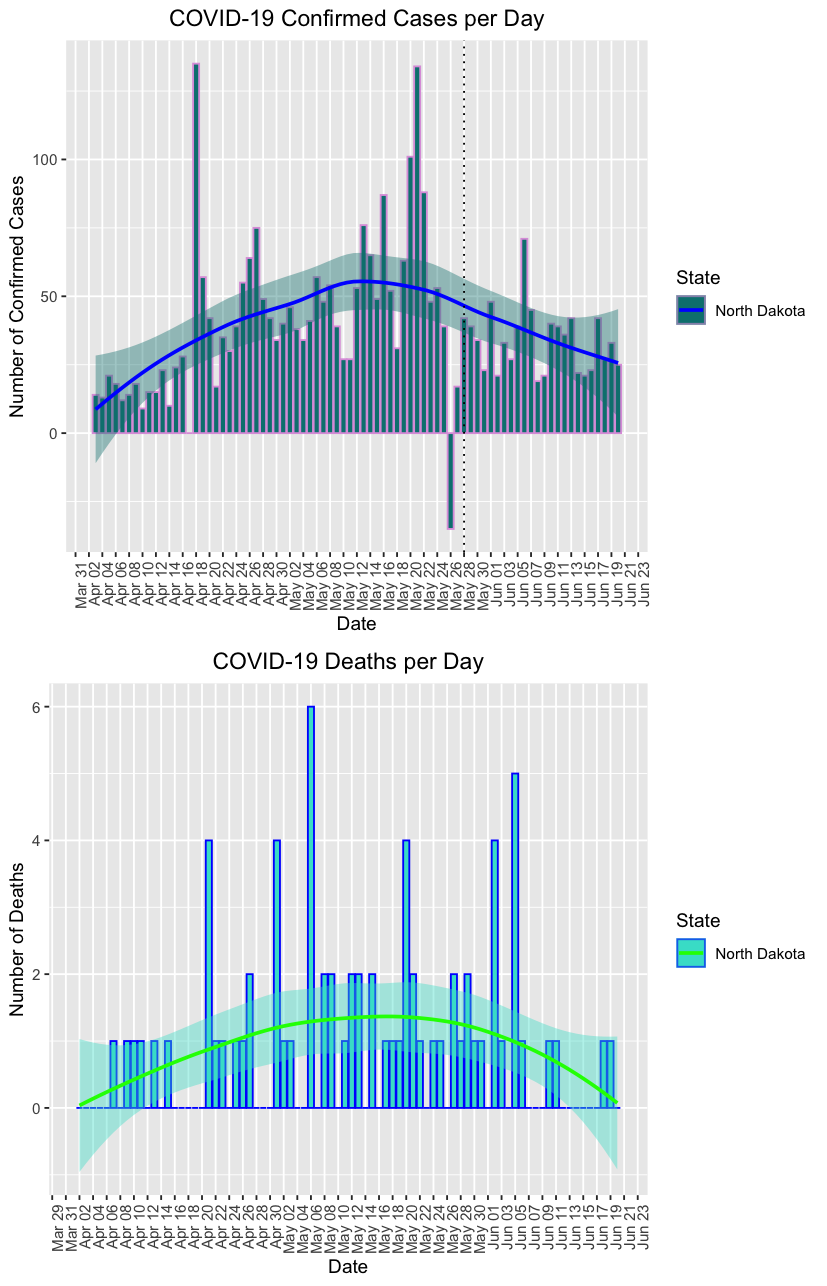 COVID-19 Confirmed Cases per Day
Number of Confirmed Cases
100
50
0
Mar 31
Apr 02
Apr 04
Apr 06
Apr 08
Apr 10
Apr 12
Apr 14
Apr 16
Apr 18
Apr 20
Apr 22
Apr 24
Apr 26
Apr 28
Apr 30
May 02
May 04
May 06
May 08
May 10
May 12
May 14
May 16
May 18
May 20
May 22
May 24
May 26
May 28
May 30
Jun 01
Jun 03
Jun 05
Jun 07
Jun 09
Jun 11
Jun 13
Jun 15
Jun 17
Jun 19
Jun 21
Jun 23
Date
State
North Dakota
COVID-19 Deaths per Day
Number of Deaths
6
4
2
0
Mar 29
Mar 31
Apr 02
Apr 04
Apr 06
Apr 08
Apr 10
Apr 12
Apr 14
Apr 16
Apr 18
Apr 20
Apr 22
Apr 24
Apr 26
Apr 28
Apr 30
May 02
May 04
May 06
May 08
May 10
May 12
May 14
May 16
May 18
May 20
May 22
May 24
May 26
May 28
May 30
Jun 01
Jun 03
Jun 05
Jun 07
Jun 09
Jun 11
Jun 13
Jun 15
Jun 17
Jun 19
Jun 21
Jun 23
Date
State
North Dakota